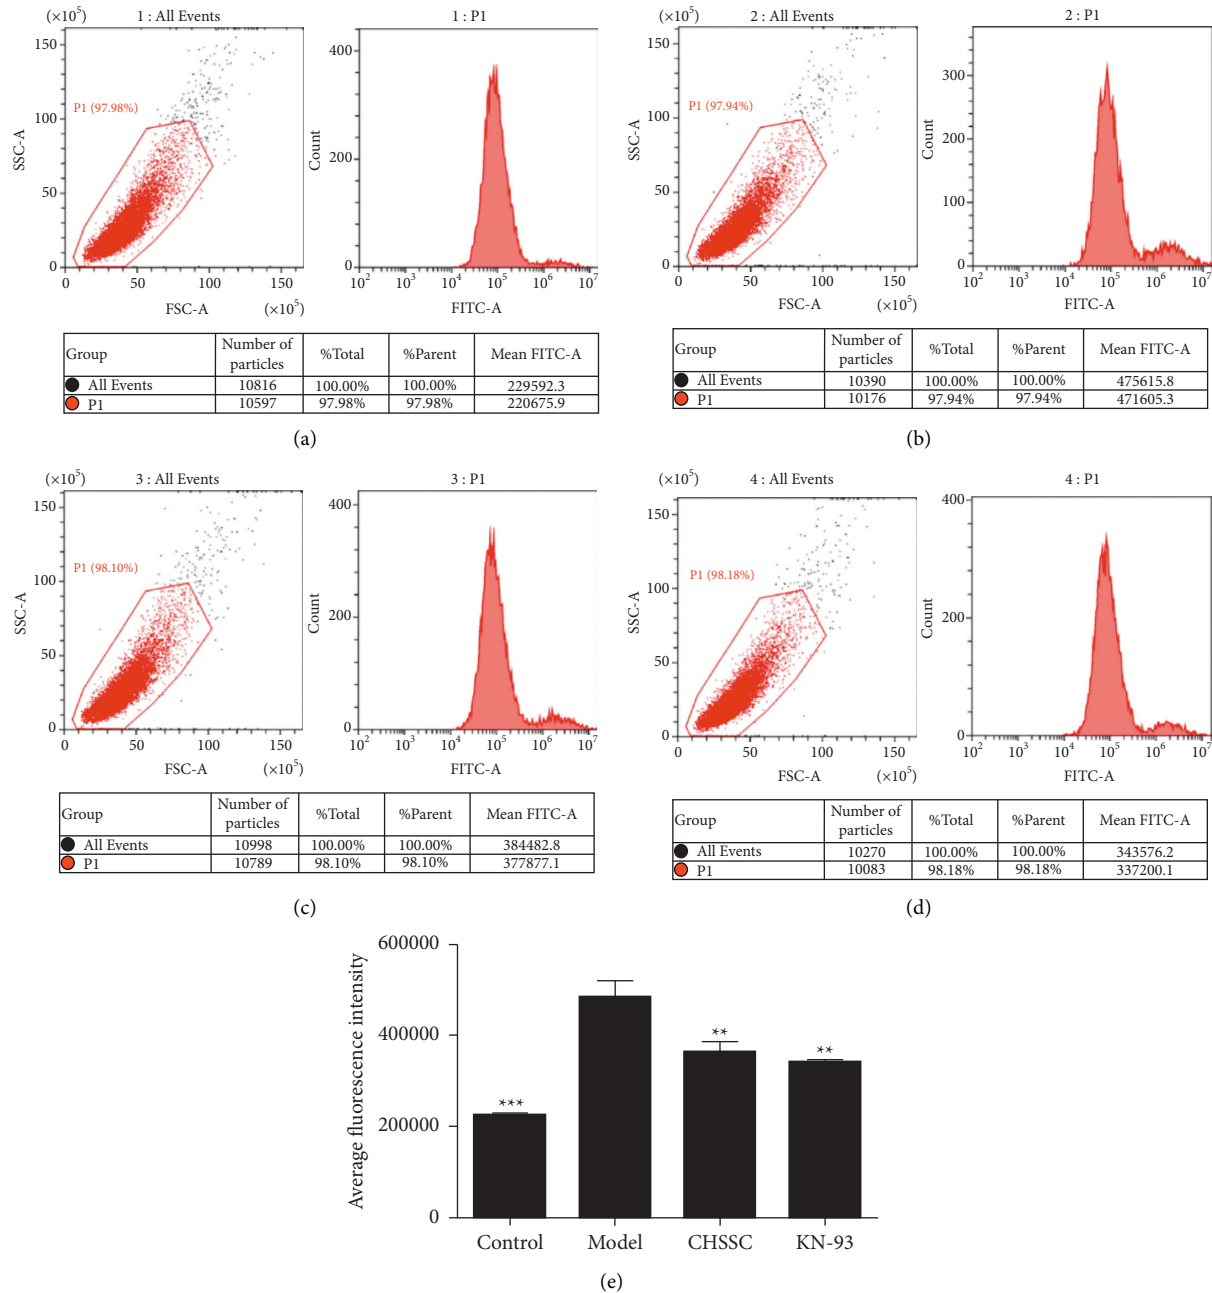 (×10⁵) 1 : All Events
150
100
50
0
SSC-A
P1 (97.98%)
0 50 100 150
FSC-A (×10⁵)
1 : P1
400
200
0
Count
10² 10³ 10⁴ 10⁵ 10⁶ 10⁷
FITC-A
Group Number of particles %Total %Parent Mean FITC-A
All Events 10816 100.00% 100.00% 229592.3
P1 10597 97.98% 97.98% 220675.9
(a)
(×10⁵) 2 : All Events
150
100
50
0
SSC-A
P1 (97.94%)
0 50 100 150
FSC-A (×10⁵)
2 : P1
300
200
100
0
Count
10² 10³ 10⁴ 10⁵ 10⁶ 10⁷
FITC-A
Group Number of particles %Total %Parent Mean FITC-A
All Events 10390 100.00% 100.00% 475615.8
P1 10176 97.94% 97.94% 471605.3
(b)
(×10⁵) 3 : All Events
150
100
50
0
SSC-A
P1 (98.10%)
0 50 100 150
FSC-A (×10⁵)
3 : P1
400
200
0
Count
10² 10³ 10⁴ 10⁵ 10⁶ 10⁷
FITC-A
Group Number of particles %Total %Parent Mean FITC-A
All Events 10998 100.00% 100.00% 384482.8
P1 10789 98.10% 98.10% 377877.1
(c)
(×10⁵) 4 : All Events
150
100
50
0
SSC-A
P1 (98.18%)
0 50 100 150
FSC-A (×10⁵)
4 : P1
400
200
0
Count
10² 10³ 10⁴ 10⁵ 10⁶ 10⁷
FITC-A
Group Number of particles %Total %Parent Mean FITC-A
All Events 10270 100.00% 100.00% 343576.2
P1 10083 98.18% 98.18% 337200.1
(d)
600000
400000
200000
0
Average fluorescence intensity
***
**
**
Control Model CHSSC KN-93
(e)